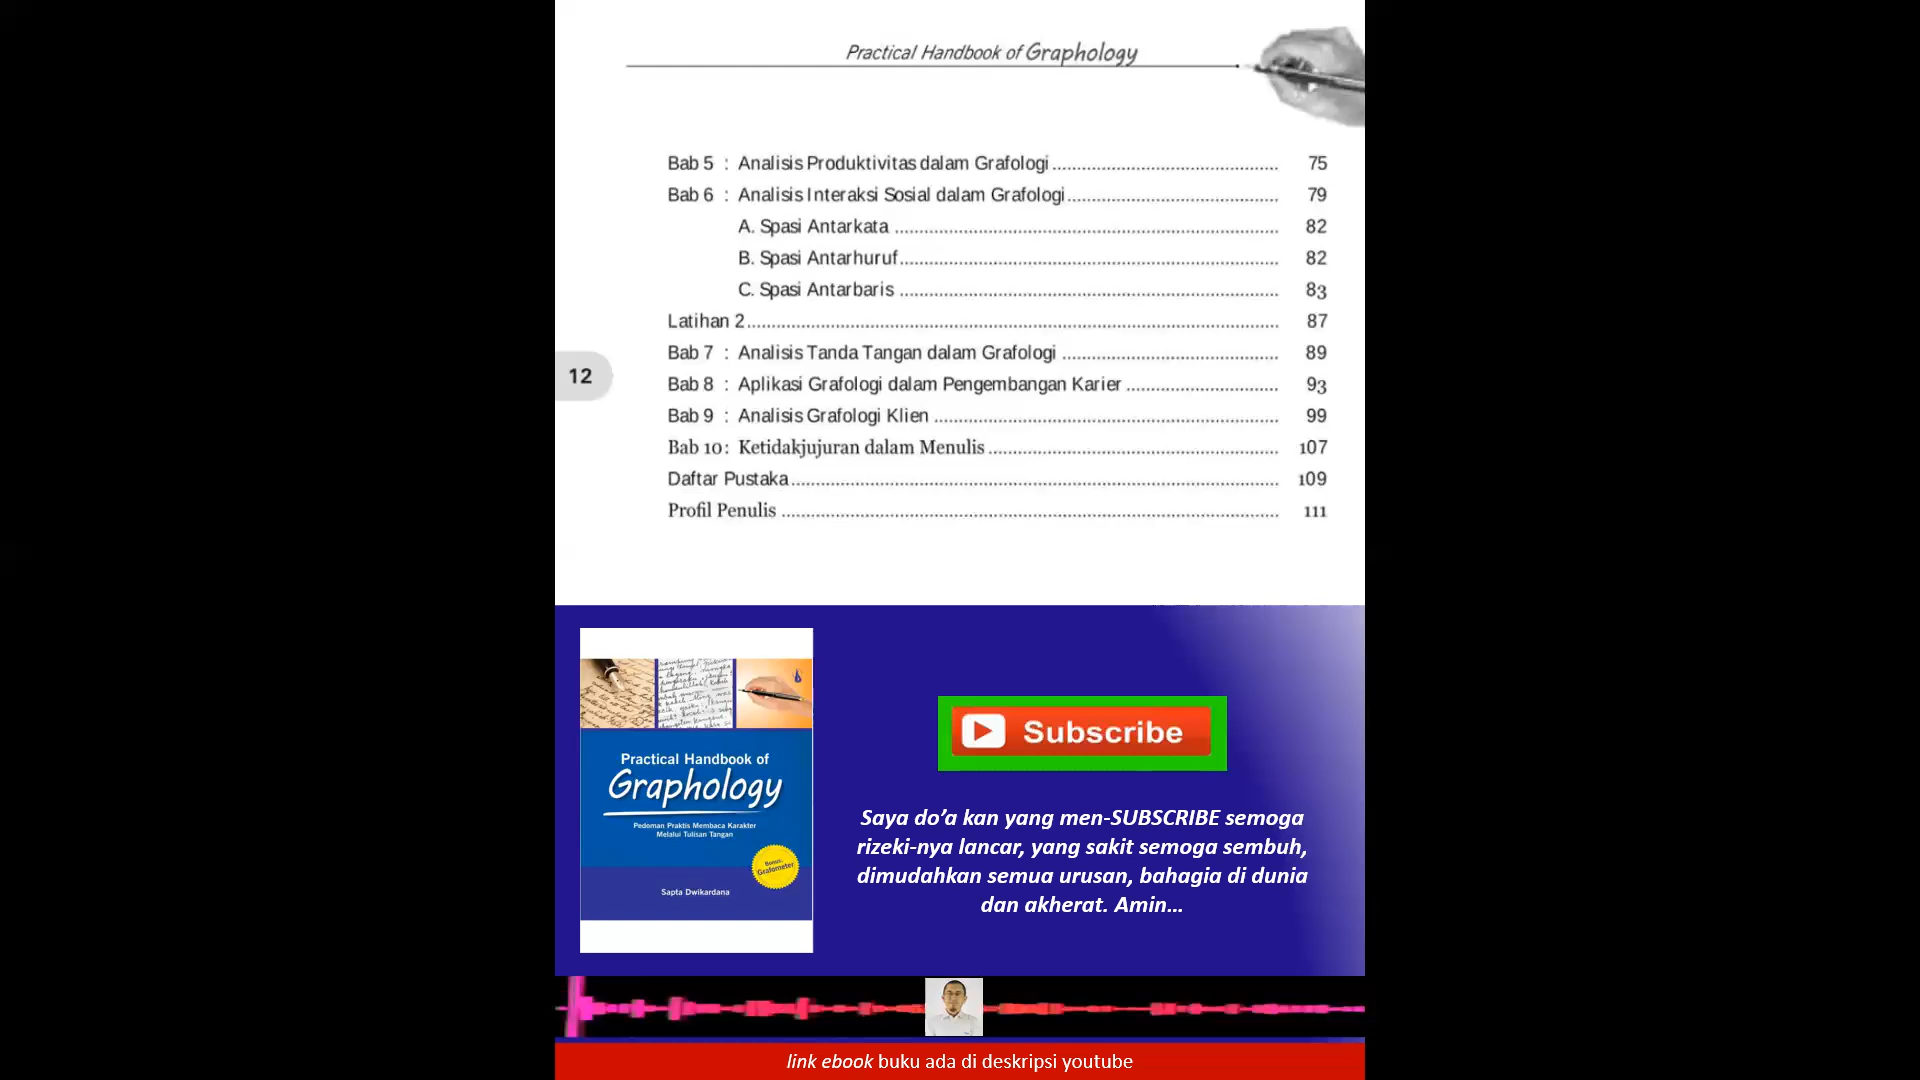 Practical Handbook of Graphology
Bab 5 : Analisis Produktivitas dalam Grafologi 75
Bab 6 : Analisis Interaksi Sosial dalam Grafologi 79
A. Spasi Antarkata 82
B. Spasi Antarhuruf 82
C. Spasi Antarbaris 83
Latihan 2 87
Bab 7 : Analisis Tanda Tangan dalam Grafologi 89
12
Bab 8 : Aplikasi Grafologi dalam Pengembangan Karier 93
Bab 9 : Analisis Grafologi Klien 99
Bab 10 : Ketidakjujuran dalam Menulis 107
Daftar Pustaka 109
Profil Penulis 111
Practical Handbook of
Graphology
Pedoman Praktis Membaca Karakter
Melalui Tulisan Tangan
Bonus:
Grafometer
Sapta Dwikardana
Subscribe
Saya do’a kan yang men-SUBSCRIBE semoga
rizeki-nya lancar, yang sakit semoga sembuh,
dimudahkan semua urusan, bahagia di dunia
dan akherat. Amin...
link ebook buku ada di deskripsi youtube